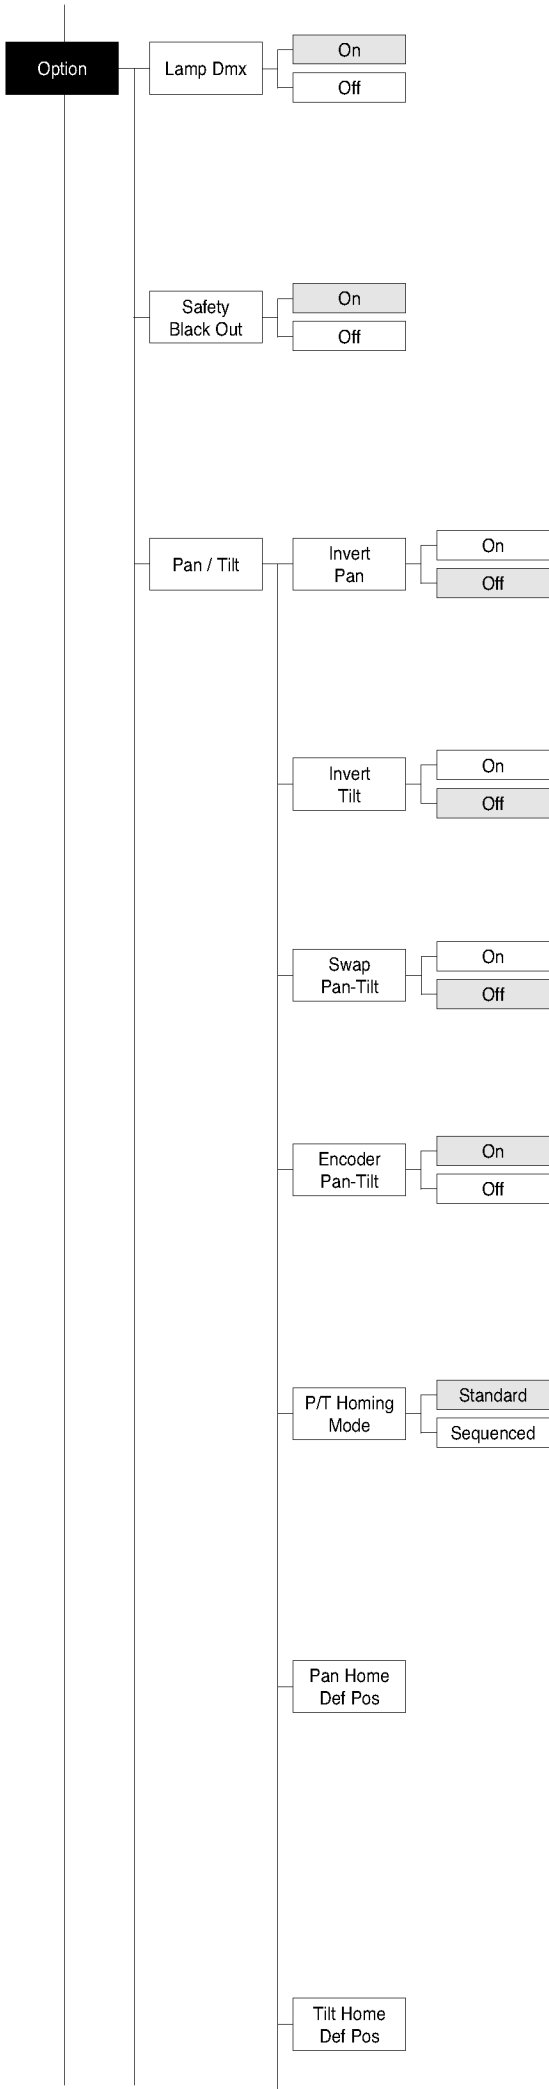 Option
Lamp Dmx
On
Off
Safety
Black Out
On
Off
Pan / Tilt
Invert
Pan
On
Off
Invert
Tilt
On
Off
Swap
Pan-Tilt
On
Off
Encoder
Pan-Tilt
On
Off
P/T Homing
Mode
Standard
Sequenced
Pan Home
Def Pos
Tilt Home
Def Pos